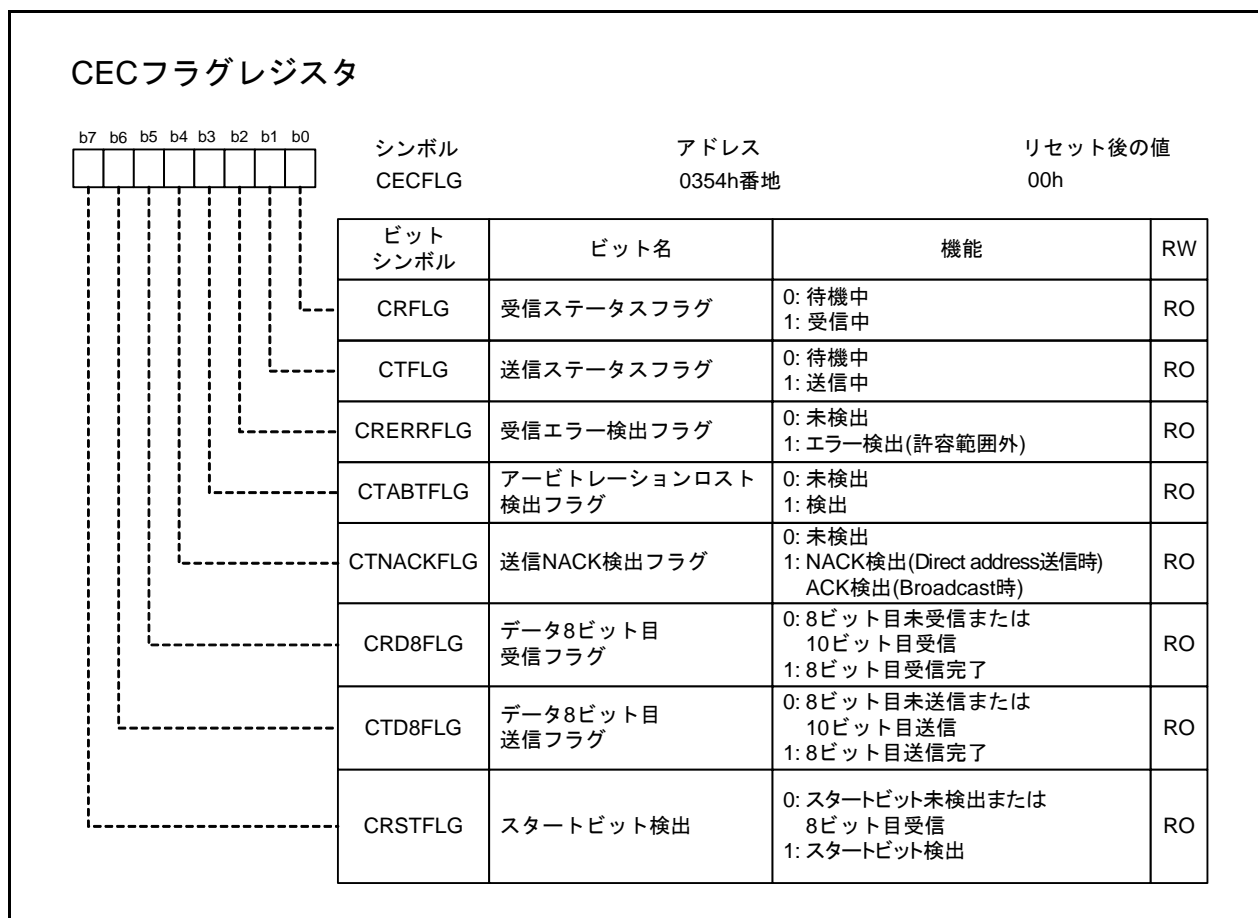 CECフラグレジスタ
b7 b6 b5 b4 b3 b2 b1 b0
シンボル アドレス リセット後の値
CECFLG 0354h番地 00h
ビット
シンボル
ビット名
機能
RW
CRFLG
受信ステータスフラグ
0: 待機中
1: 受信中
RO
CTFLG
送信ステータスフラグ
0: 待機中
1: 送信中
RO
CRERRFLG
受信エラー検出フラグ
0: 未検出
1: エラー検出(許容範囲外)
RO
CTABTFLG
アービトレーションロスト
検出フラグ
0: 未検出
1: 検出
RO
CTNACKFLG
送信NACK検出フラグ
0: 未検出
1: NACK検出(Direct address送信時)
ACK検出(Broadcast時)
RO
CRD8FLG
データ8ビット目
受信フラグ
0: 8ビット目未受信または
10ビット目受信
1: 8ビット目受信完了
RO
CTD8FLG
データ8ビット目
送信フラグ
0: 8ビット目未送信または
10ビット目送信
1: 8ビット目送信完了
RO
CRSTFLG
スタートビット検出
0: スタートビット未検出または
8ビット目受信
1: スタートビット検出
RO